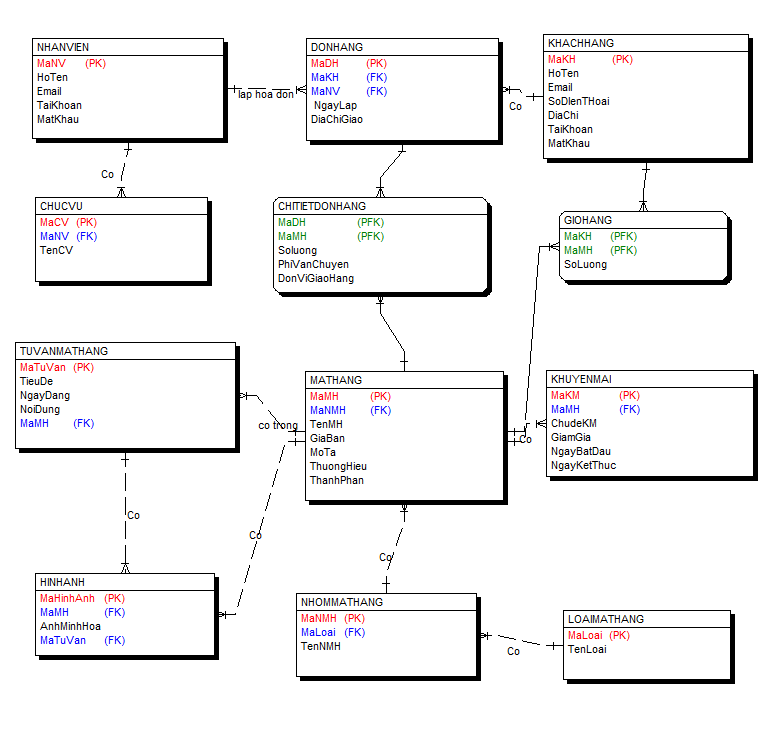 NHANVIEN
MaNV (PK)
HoTen
Email
TaiKhoan
MatKhau
lap hoa don
DONHANG
MaDH (PK)
MaKH (FK)
MaNV (FK)
NgayLap
DiaChiGiao
Co
KHACHHANG
MaKH (PK)
HoTen
Email
SoDIenTHoai
DiaChi
TaiKhoan
MatKhau
Co
CHUCVU
MaCV (PK)
MaNV (FK)
TenCV
CHITIETDONHANG
MaDH (PFK)
MaMH (PFK)
Soluong
PhiVanChuyen
DonViGiaoHang
GIOHANG
MaKH (PFK)
MaMH (PFK)
SoLuong
TUVANMATHANG
MaTuVan (PK)
TieuDe
NgayDang
NoiDung
MaMH (FK)
co trong
MATHANG
MaMH (PK)
MaNMH (FK)
TenMH
GiaBan
MoTa
ThuongHieu
ThanhPhan
Co
KHUYENMAI
MaKM (PK)
MaMH (FK)
ChudeKM
GiamGia
NgayBatDau
NgayKetThuc
Co
Co
Co
HINHANH
MaHinhAnh (PK)
MaMH (FK)
AnhMinhHoa
MaTuVan (FK)
NHOMMATHANG
MaNMH (PK)
MaLoai (FK)
TenNMH
Co
LOAIMATHANG
MaLoai (PK)
TenLoai